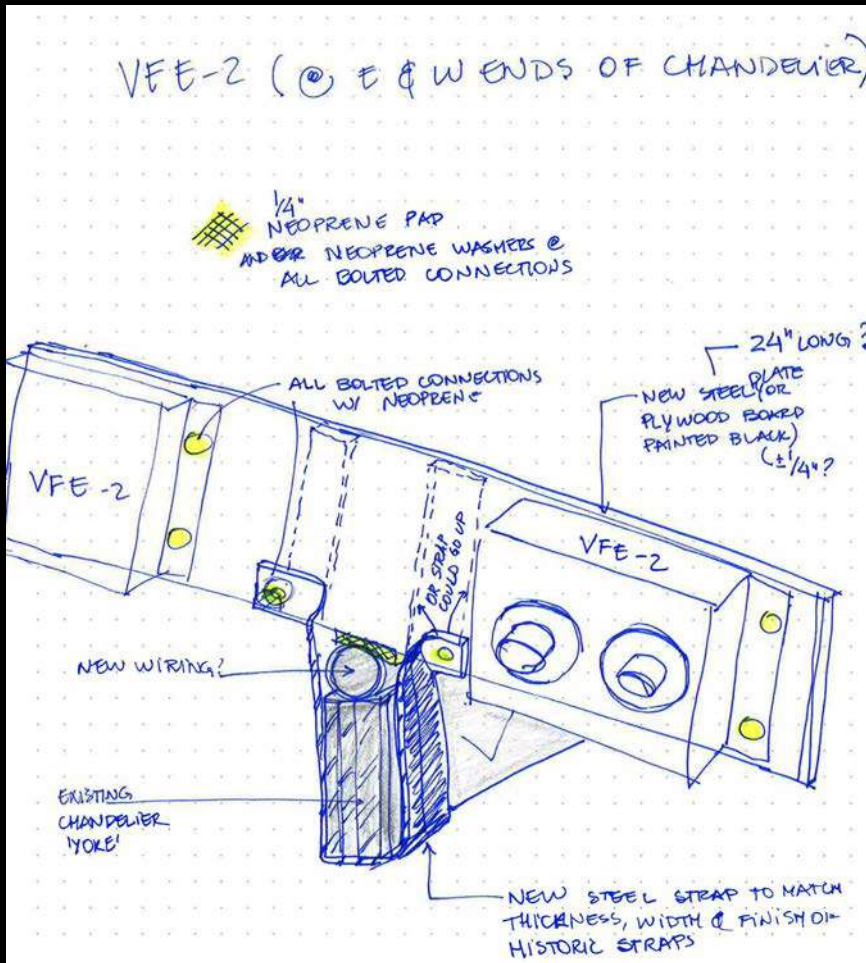 VFE-2 (@ E & W ENDS OF CHANDELIER)
1/4"
NEOPRENE PAD
AND NEOPRENE WASHERS @
ALL BOLTED CONNECTIONS
24" LONG?
ALL BOLTED CONNECTIONS
W/ NEOPRENE
PLATE
NEW STEEL (OR
PLYWOOD BOARD
PAINTED BLACK)
(±1/4"?
VFE-2
VFE-2
OR STRAP
COULD GO UP
NEW WIRING?
EXISTING
CHANDELIER
'YOKE'
NEW STEEL STRAP TO MATCH
THICKNESS, WIDTH & FINISH OF
HISTORIC STRAPS